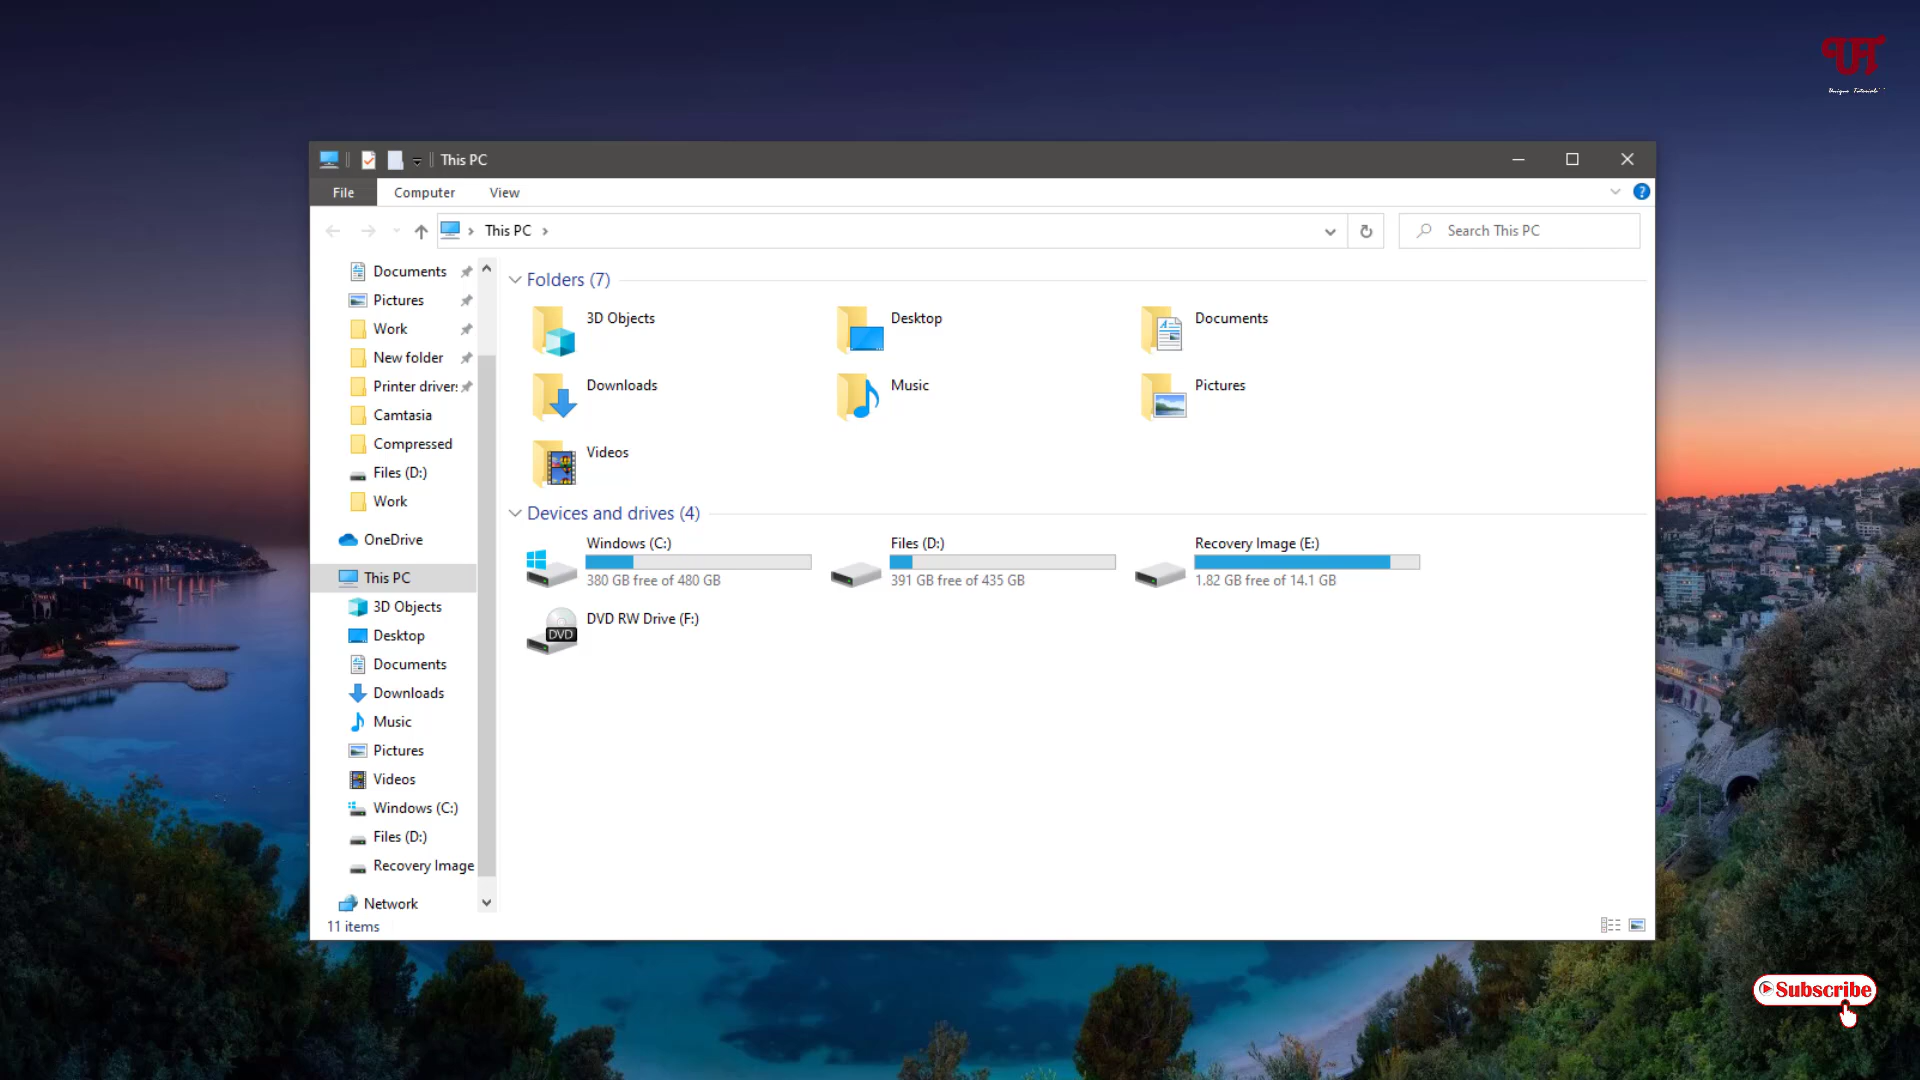 UT
Unique Tutorials
This PC
File Computer View
This PC
Search This PC
Documents
Pictures
Work
New folder
Printer driver
Camtasia
Compressed
Files (D:)
Work
OneDrive
This PC
3D Objects
Desktop
Documents
Downloads
Music
Pictures
Videos
Windows (C:)
Files (D:)
Recovery Image
Network
11 items
Folders (7)
3D Objects Desktop Documents
Downloads Music Pictures
Videos
Devices and drives (4)
Windows (C:) Files (D:) Recovery Image (E:)
380 GB free of 480 GB 391 GB free of 435 GB 1.82 GB free of 14.1 GB
DVD
DVD RW Drive (F:)
Subscribe